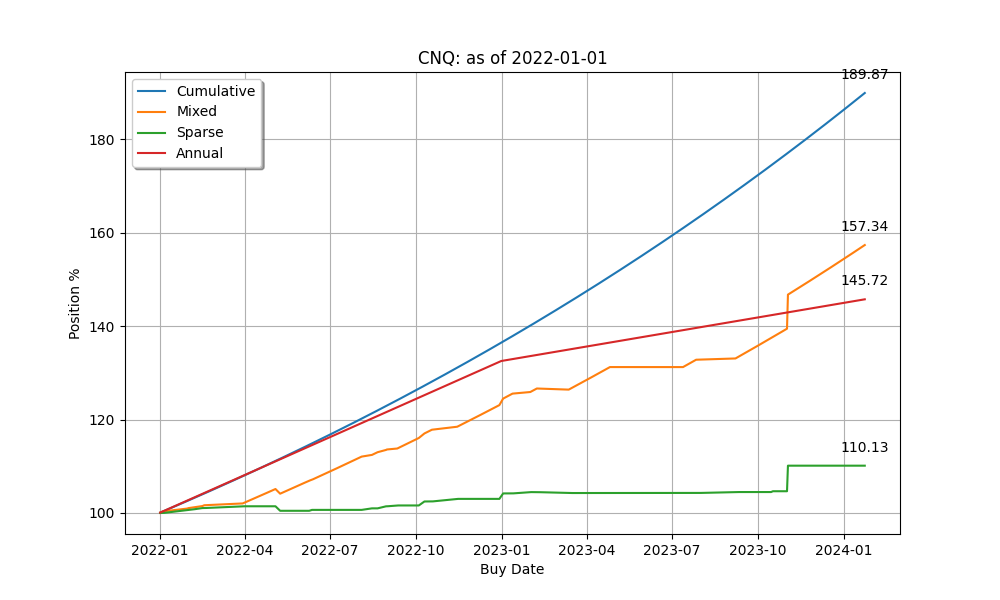 CNQ: as of 2022-01-01
189.87
Cumulative
Mixed
Sparse
Annual
180
160
140
120
100
157.34
145.72
110.13
Position %
2022-01 2022-04 2022-07 2022-10 2023-01 2023-04 2023-07 2023-10 2024-01
Buy Date